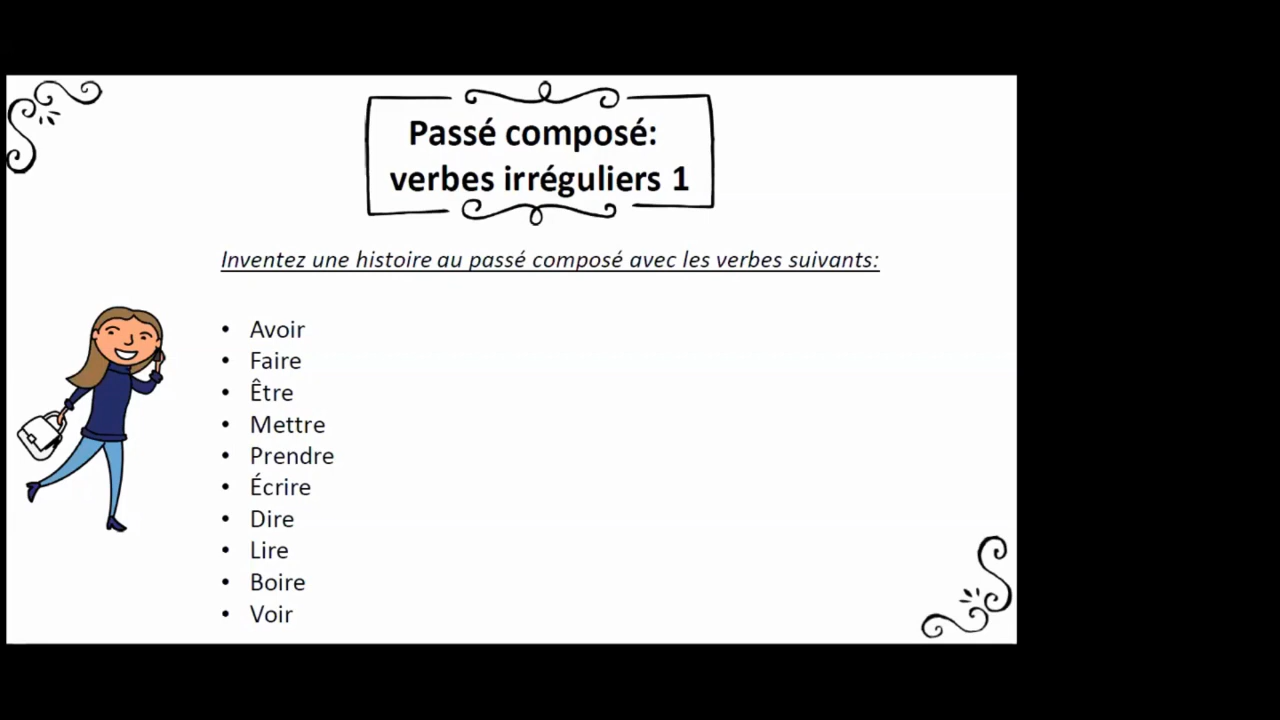 Passé composé:
verbes irréguliers 1
Inventez une histoire au passé composé avec les verbes suivants:
• Avoir
• Faire
• Être
• Mettre
• Prendre
• Écrire
• Dire
• Lire
• Boire
• Voir